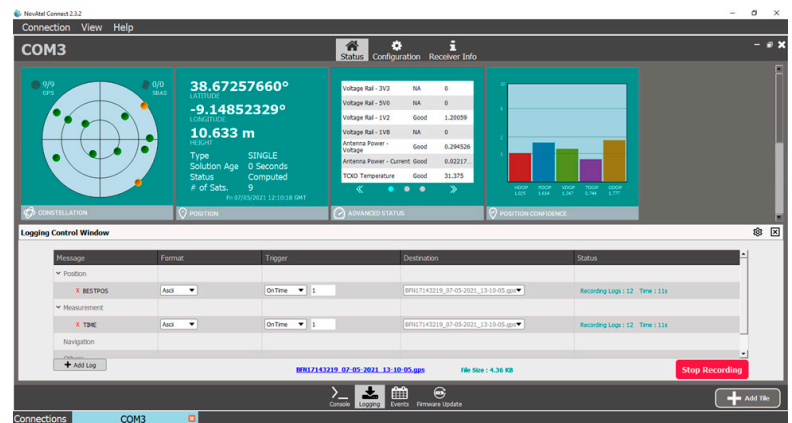 NovAtel Connect 2.3.2
Connection View Help
COM3
Status Configuration Receiver Info
9/9
GPS
0/0
SBAS
CONSTELLATION
38.67257660°
LATITUDE
-9.14852329°
LONGITUDE
10.633 m
HEIGHT
Type SINGLE
Solution Age 0 Seconds
Status Computed
# of Sats. 9
Fri 07/05/2021 12:10:18 GMT
POSITION
Voltage Rail - 3V3 NA 0
Voltage Rail - 5V0 NA 0
Voltage Rail - 1V2 Good 1.20059
Voltage Rail - 1V8 NA 0
Antenna Power - Voltage Good 0.294526
Antenna Power - Current Good 0.02217...
TCXO Temperature Good 31.375
ADVANCED STATUS
HDOP PDOP VDOP TDOP GDOP
1.614 1.247 0.744 1.777
POSITION CONFIDENCE
Logging Control Window
Message Format Trigger Destination Status
Position
X BESTPOS Ascii OnTime 1 BFN17143219_07-05-2021_13-10-05.gps Recording Logs : 12 Time : 11s
Measurement
X TIME Ascii OnTime 1 BFN17143219_07-05-2021_13-10-05.gps Recording Logs : 12 Time : 11s
Navigation
Others
+ Add Log
BFN17143219_07-05-2021_13-10-05.gps File Size : 4.36 KB
Stop Recording
Console Logging Events Firmware Update
Add Tile
Connections COM3